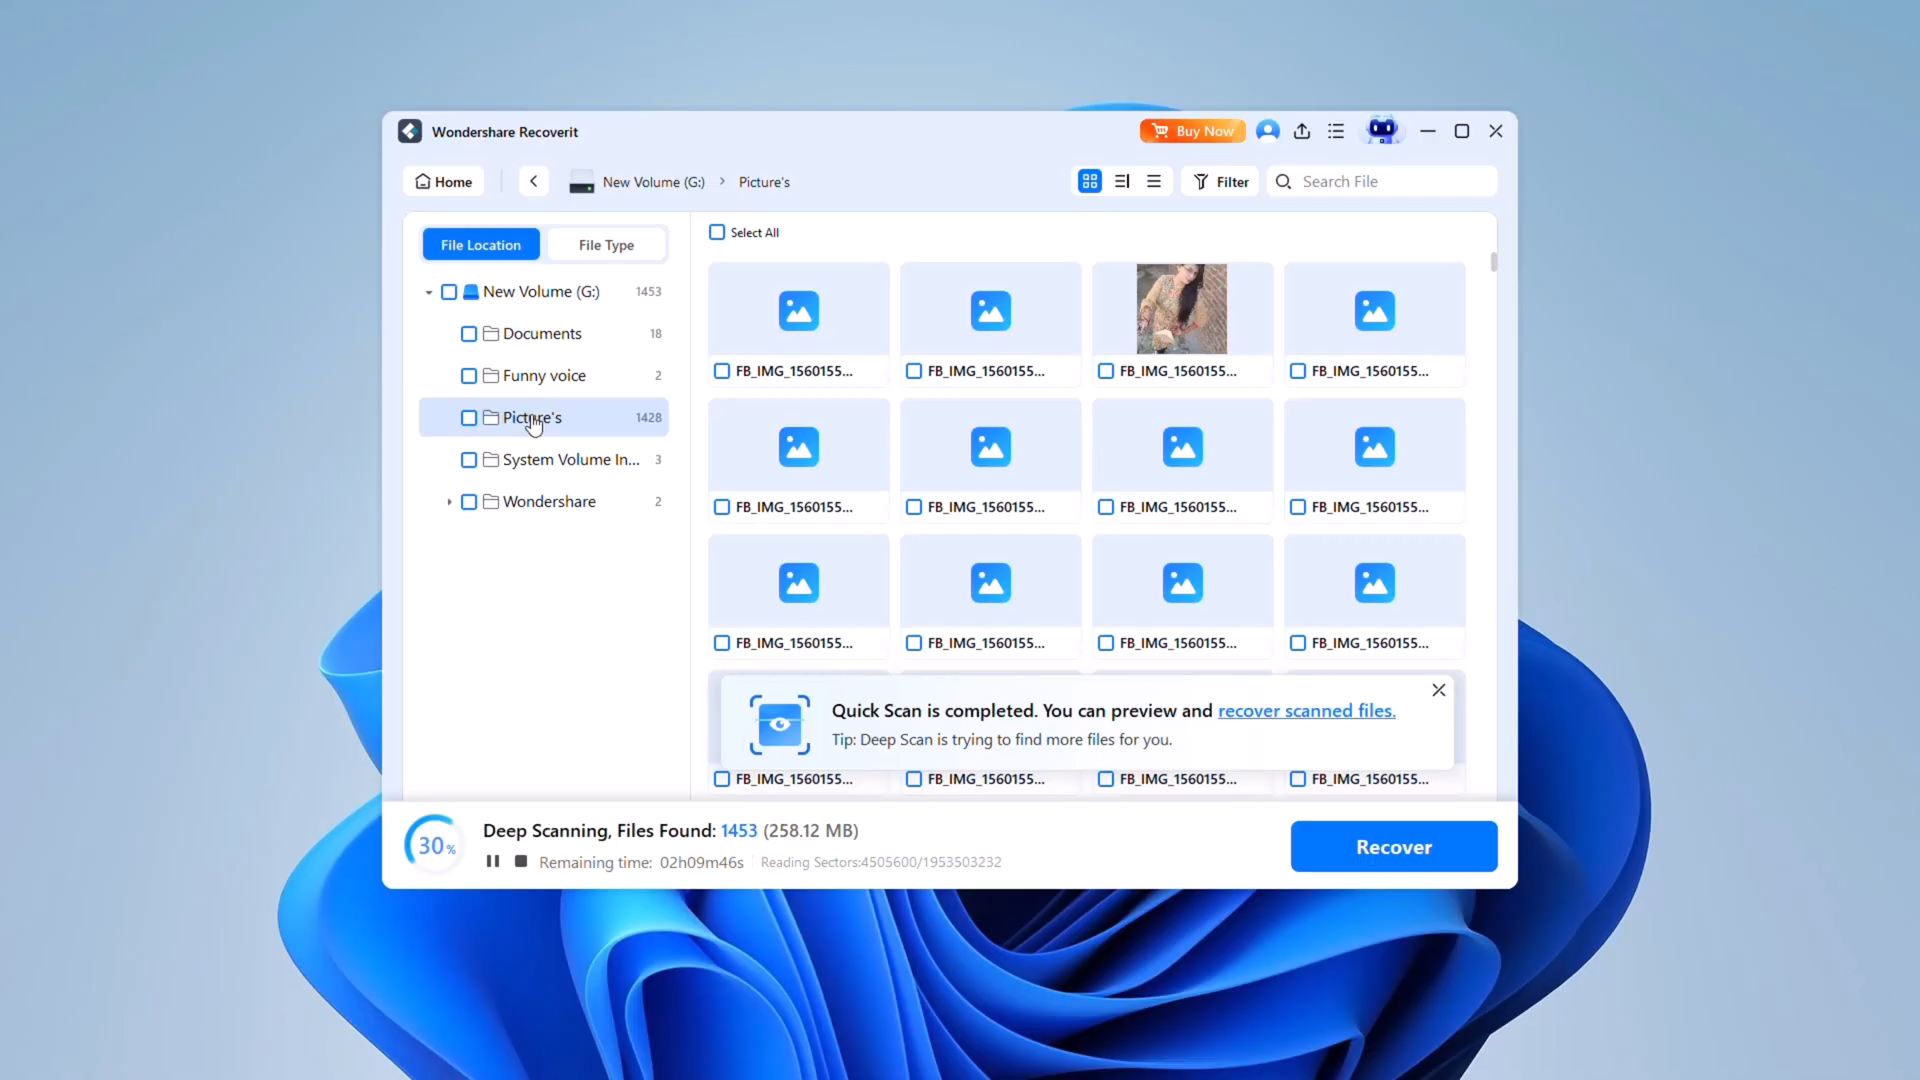 Wondershare Recoverit
Buy Now
Home
New Volume (G:)
Picture's
Filter
Search File
File Location
File Type
New Volume (G:) 1453
Documents 18
Funny voice 2
Picture's 1428
System Volume In... 3
Wondershare 2
Select All
FB_IMG_1560155... FB_IMG_1560155... FB_IMG_1560155... FB_IMG_1560155...
FB_IMG_1560155... FB_IMG_1560155... FB_IMG_1560155... FB_IMG_1560155...
FB_IMG_1560155... FB_IMG_1560155... FB_IMG_1560155... FB_IMG_1560155...
Quick Scan is completed. You can preview and recover scanned files.
Tip: Deep Scan is trying to find more files for you.
FB_IMG_1560155... FB_IMG_1560155... FB_IMG_1560155... FB_IMG_1560155...
30%
Deep Scanning, Files Found: 1453 (258.12 MB)
Remaining time: 02h09m46s Reading Sectors:4505600/1953503232
Recover